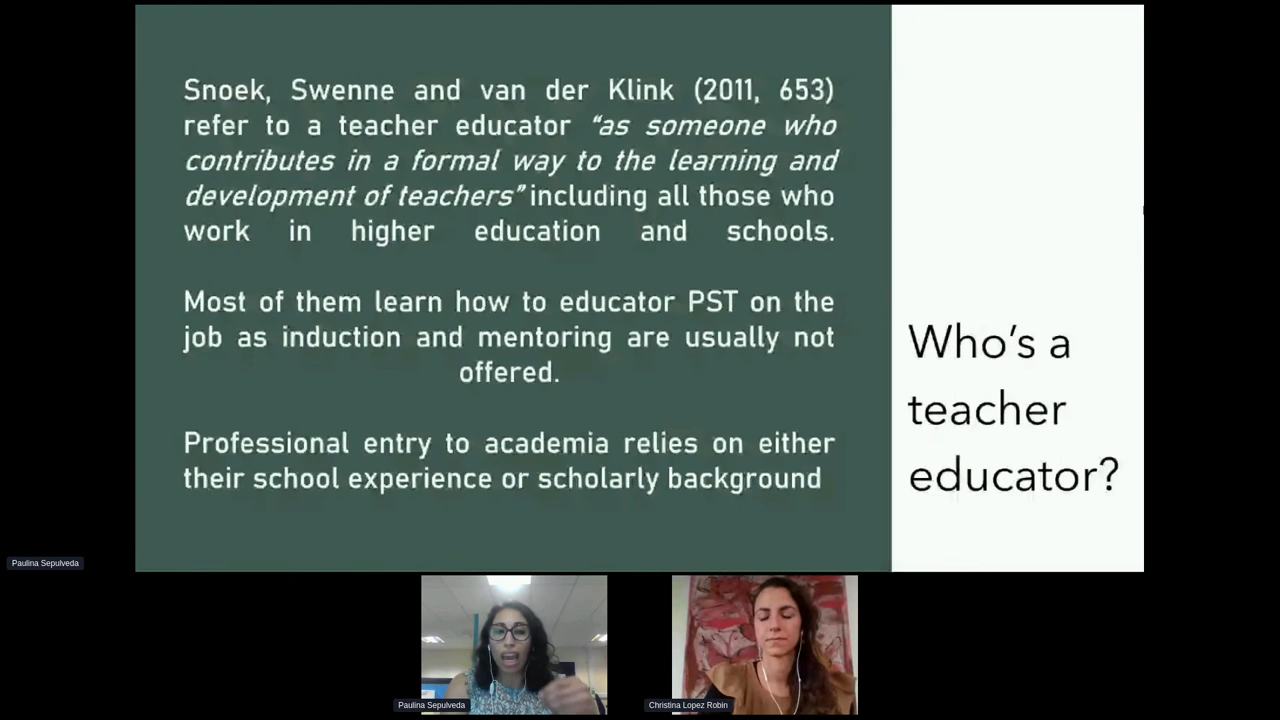 Snoek, Swenne and van der Klink (2011, 653)
refer to a teacher educator “as someone who
contributes in a formal way to the learning and
development of teachers” including all those who
work in higher education and schools.
Most of them learn how to educator PST on the
job as induction and mentoring are usually not
offered.
Professional entry to academia relies on either
their school experience or scholarly background
Who’s a
teacher
educator?
Paulina Sepulveda
Paulina Sepulveda
Christina Lopez Robin